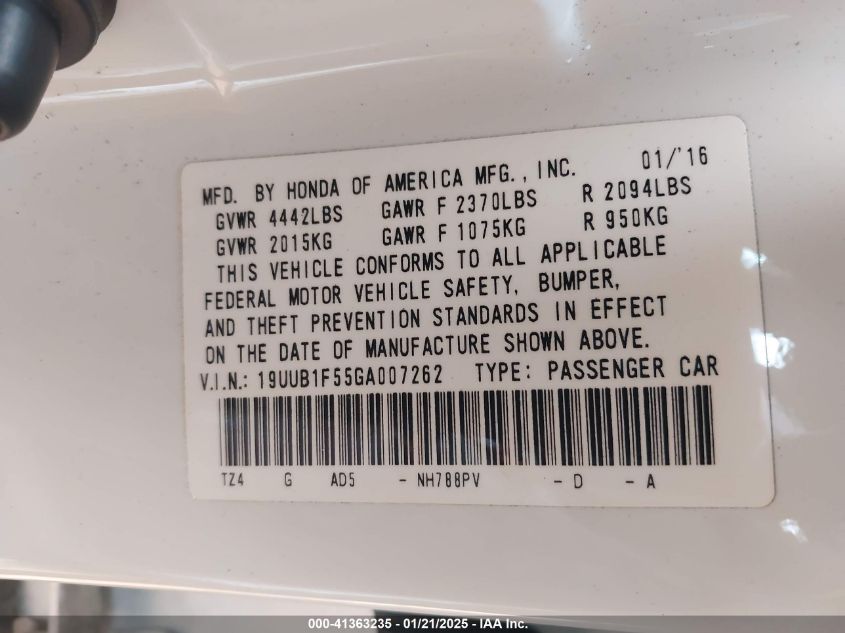 MFD. BY HONDA OF AMERICA MFG., INC. 01/'16
GVWR 4442LBS GAWR F 2370LBS R 2094LBS
GVWR 2015KG GAWR F 1075KG R 950KG
THIS VEHICLE CONFORMS TO ALL APPLICABLE
FEDERAL MOTOR VEHICLE SAFETY, BUMPER,
AND THEFT PREVENTION STANDARDS IN EFFECT
ON THE DATE OF MANUFACTURE SHOWN ABOVE.
V.I.N.: 19UUB1F55GA007262 TYPE: PASSENGER CAR
TZ4 G AD5 - NH788PV - D - A
000-41363235 - 01/21/2025 - IAA Inc.